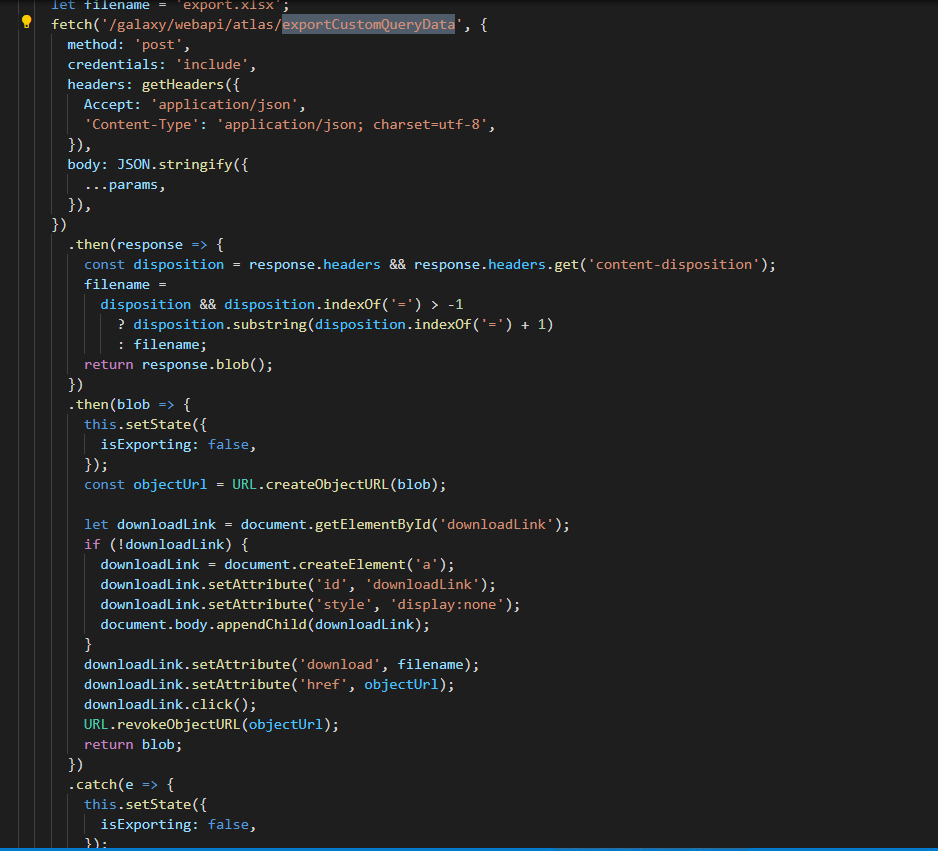 let filename = 'export.xlsx';
fetch('/galaxy/webapi/atlas/exportCustomQueryData', {
  method: 'post',
  credentials: 'include',
  headers: getHeaders({
    Accept: 'application/json',
    'Content-Type': 'application/json; charset=utf-8',
  }),
  body: JSON.stringify({
    ...params,
  }),
})
  .then(response => {
    const disposition = response.headers && response.headers.get('content-disposition');
    filename =
      disposition && disposition.indexOf('=') > -1
        ? disposition.substring(disposition.indexOf('=') + 1)
        : filename;
    return response.blob();
  })
  .then(blob => {
    this.setState({
      isExporting: false,
    });
    const objectUrl = URL.createObjectURL(blob);

    let downloadLink = document.getElementById('downloadLink');
    if (!downloadLink) {
      downloadLink = document.createElement('a');
      downloadLink.setAttribute('id', 'downloadLink');
      downloadLink.setAttribute('style', 'display:none');
      document.body.appendChild(downloadLink);
    }
    downloadLink.setAttribute('download', filename);
    downloadLink.setAttribute('href', objectUrl);
    downloadLink.click();
    URL.revokeObjectURL(objectUrl);
    return blob;
  })
  .catch(e => {
    this.setState({
      isExporting: false,
    });